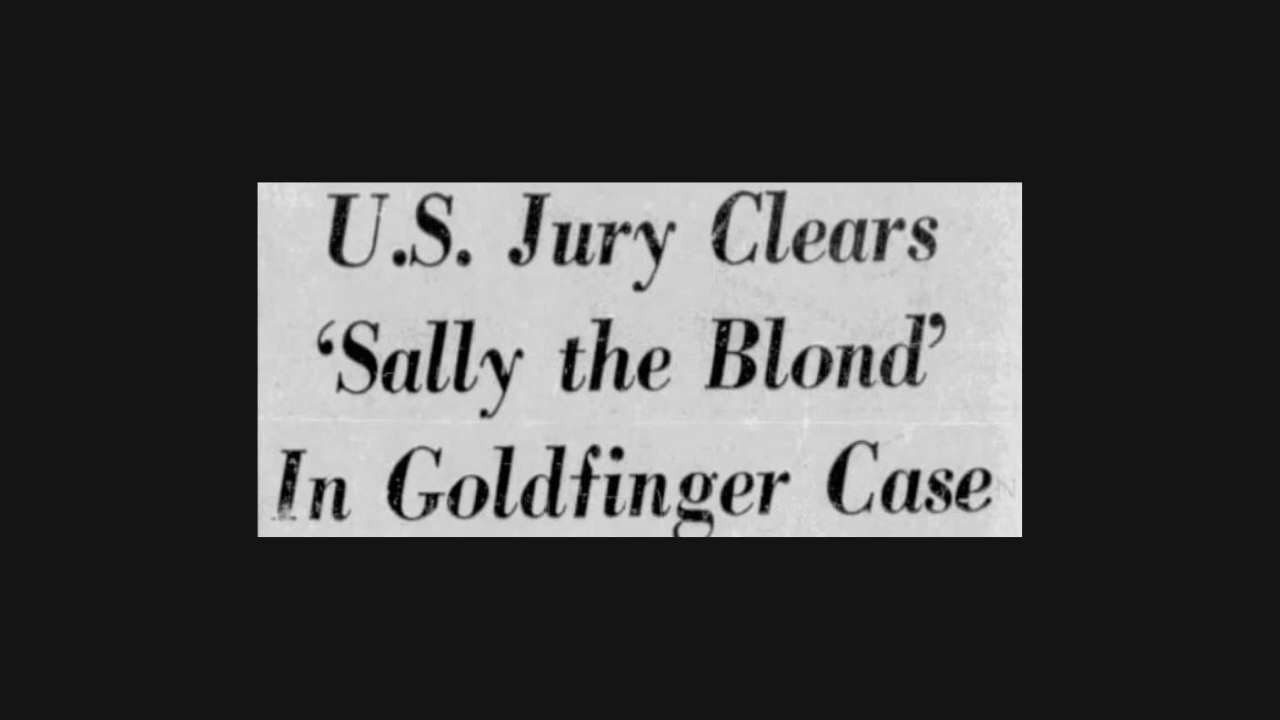 U.S. Jury Clears
‘Sally the Blond’
In Goldfinger Case